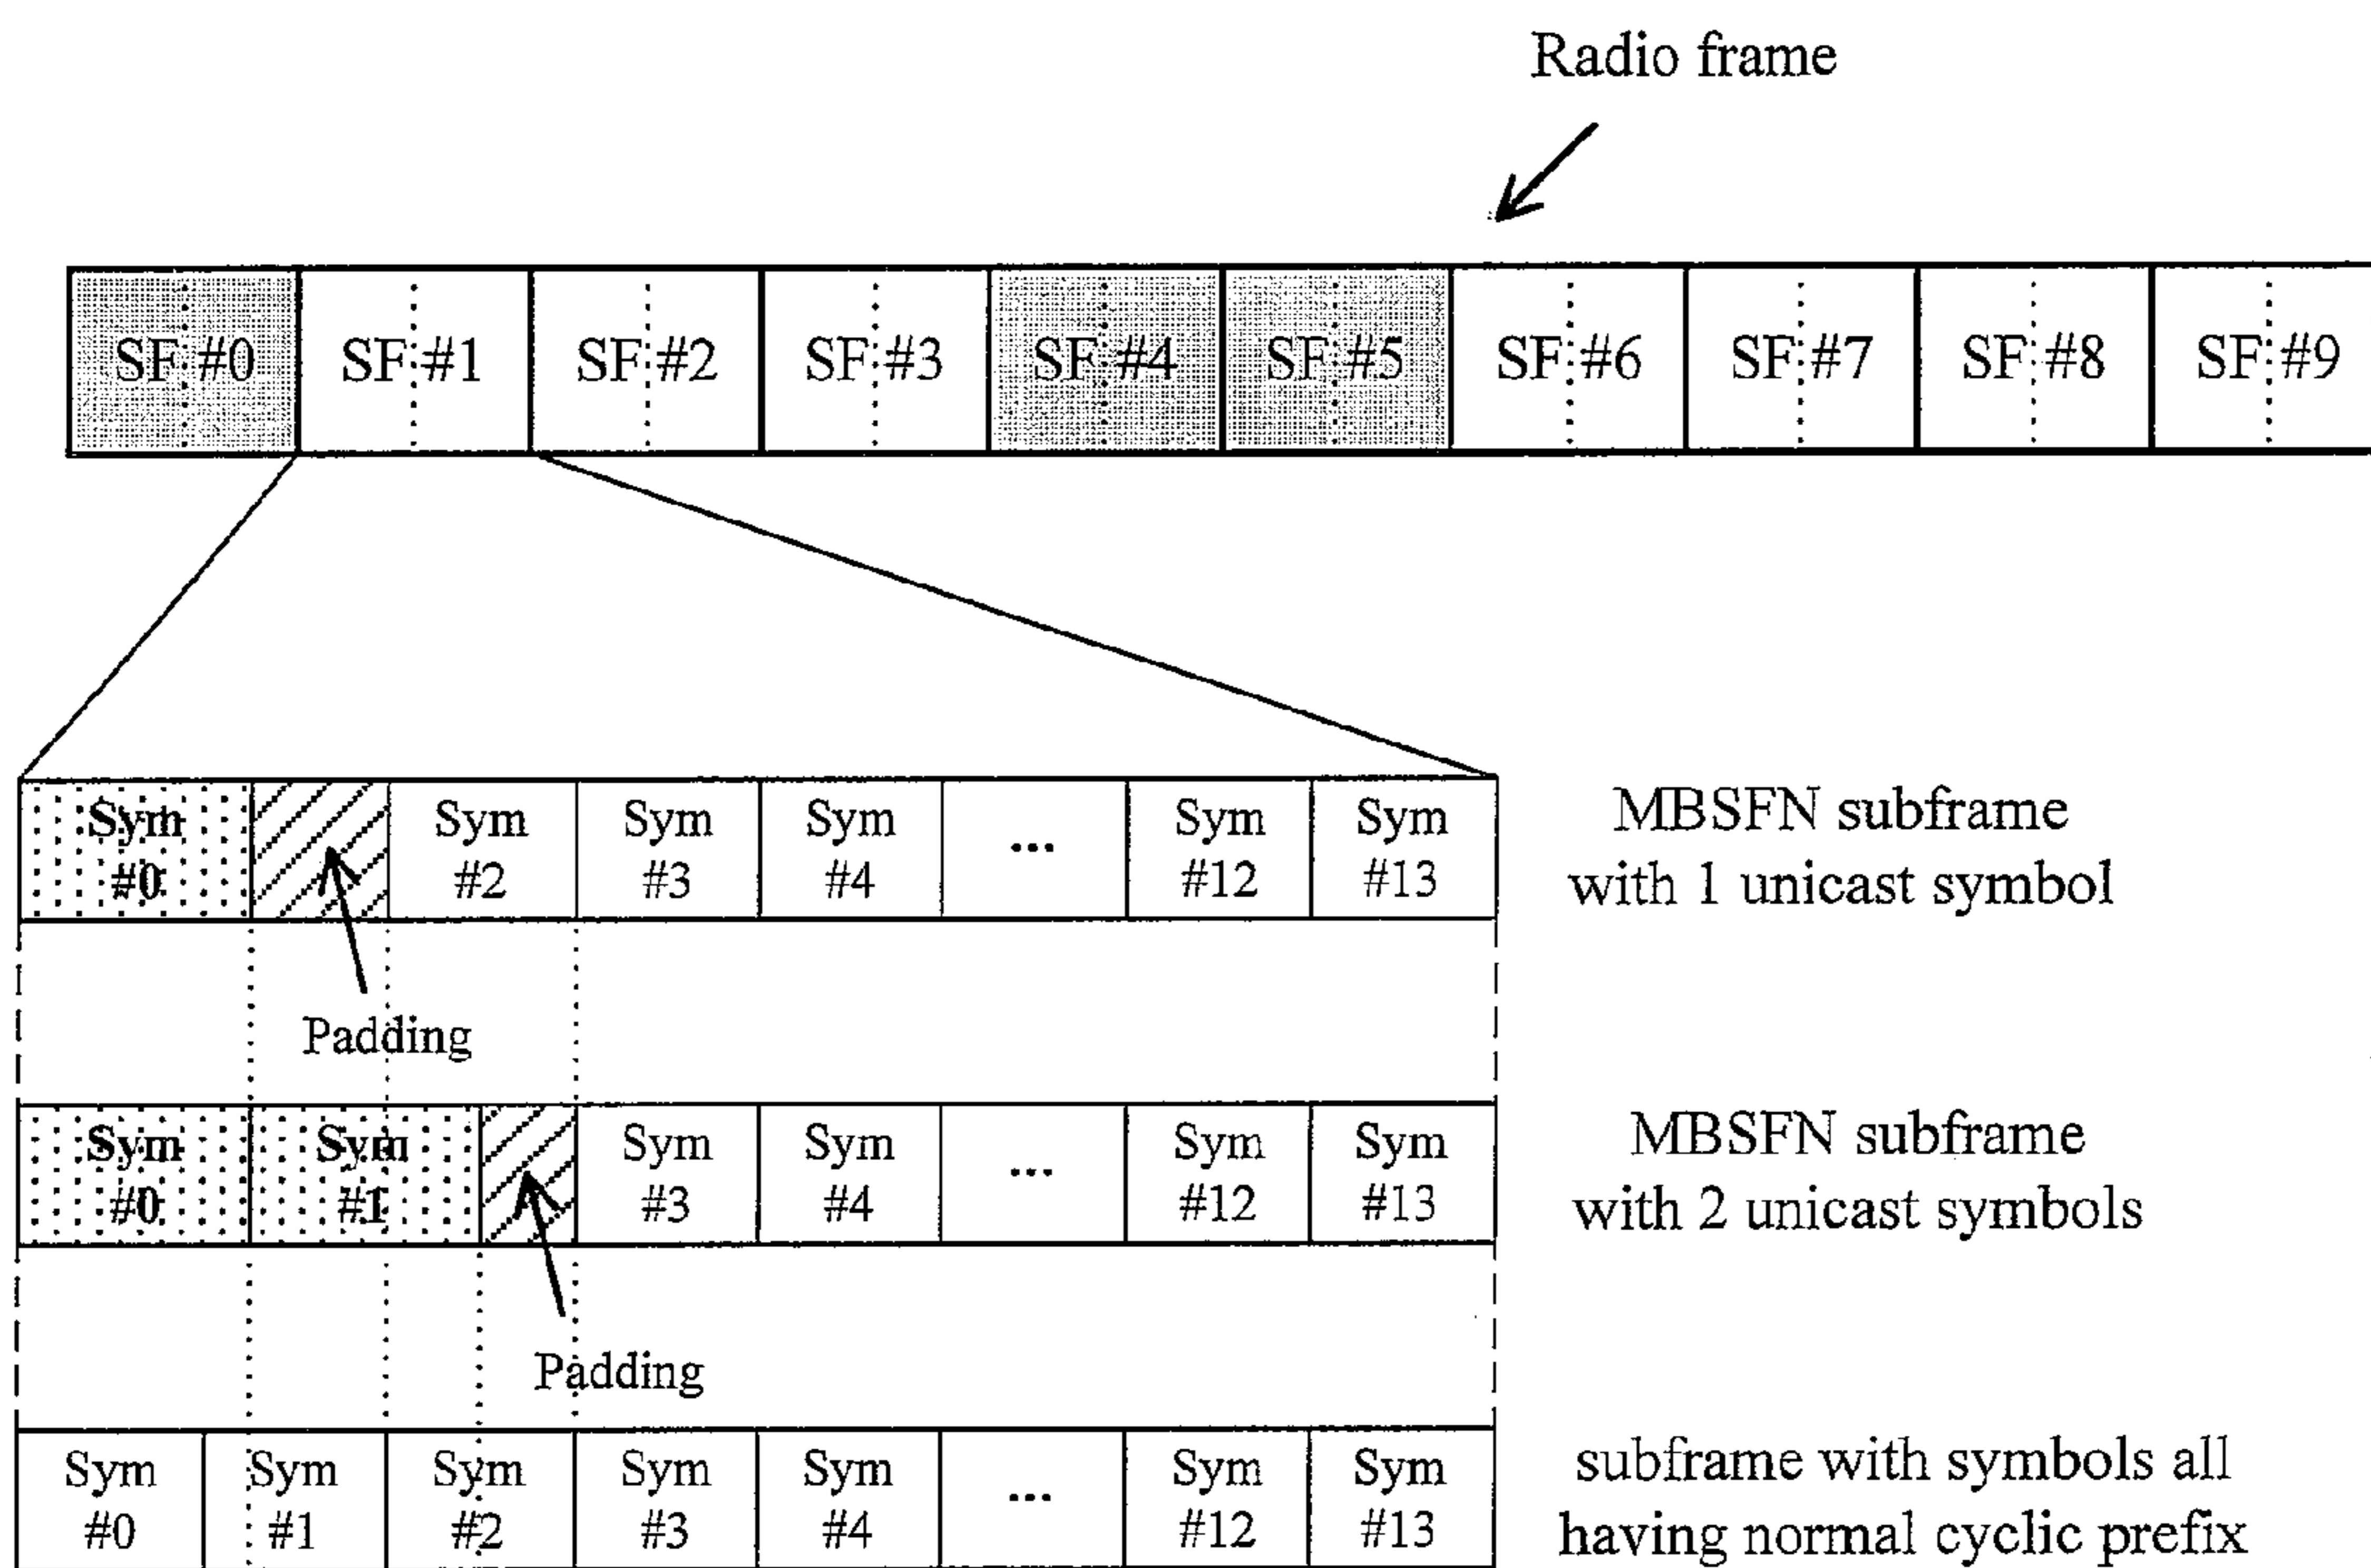 Radio frame
SF #0 SF #1 SF #2 SF #3 SF #4 SF #5 SF #6 SF #7 SF #8 SF #9
Sym #0 Sym #2 Sym #3 Sym #4 ... Sym #12 Sym #13
MBSFN subframe
with 1 unicast symbol
Padding
Sym #0 Sym #1 Sym #3 Sym #4 ... Sym #12 Sym #13
MBSFN subframe
with 2 unicast symbols
Padding
Sym #0 Sym #1 Sym #2 Sym #3 Sym #4 ... Sym #12 Sym #13
subframe with symbols all
having normal cyclic prefix